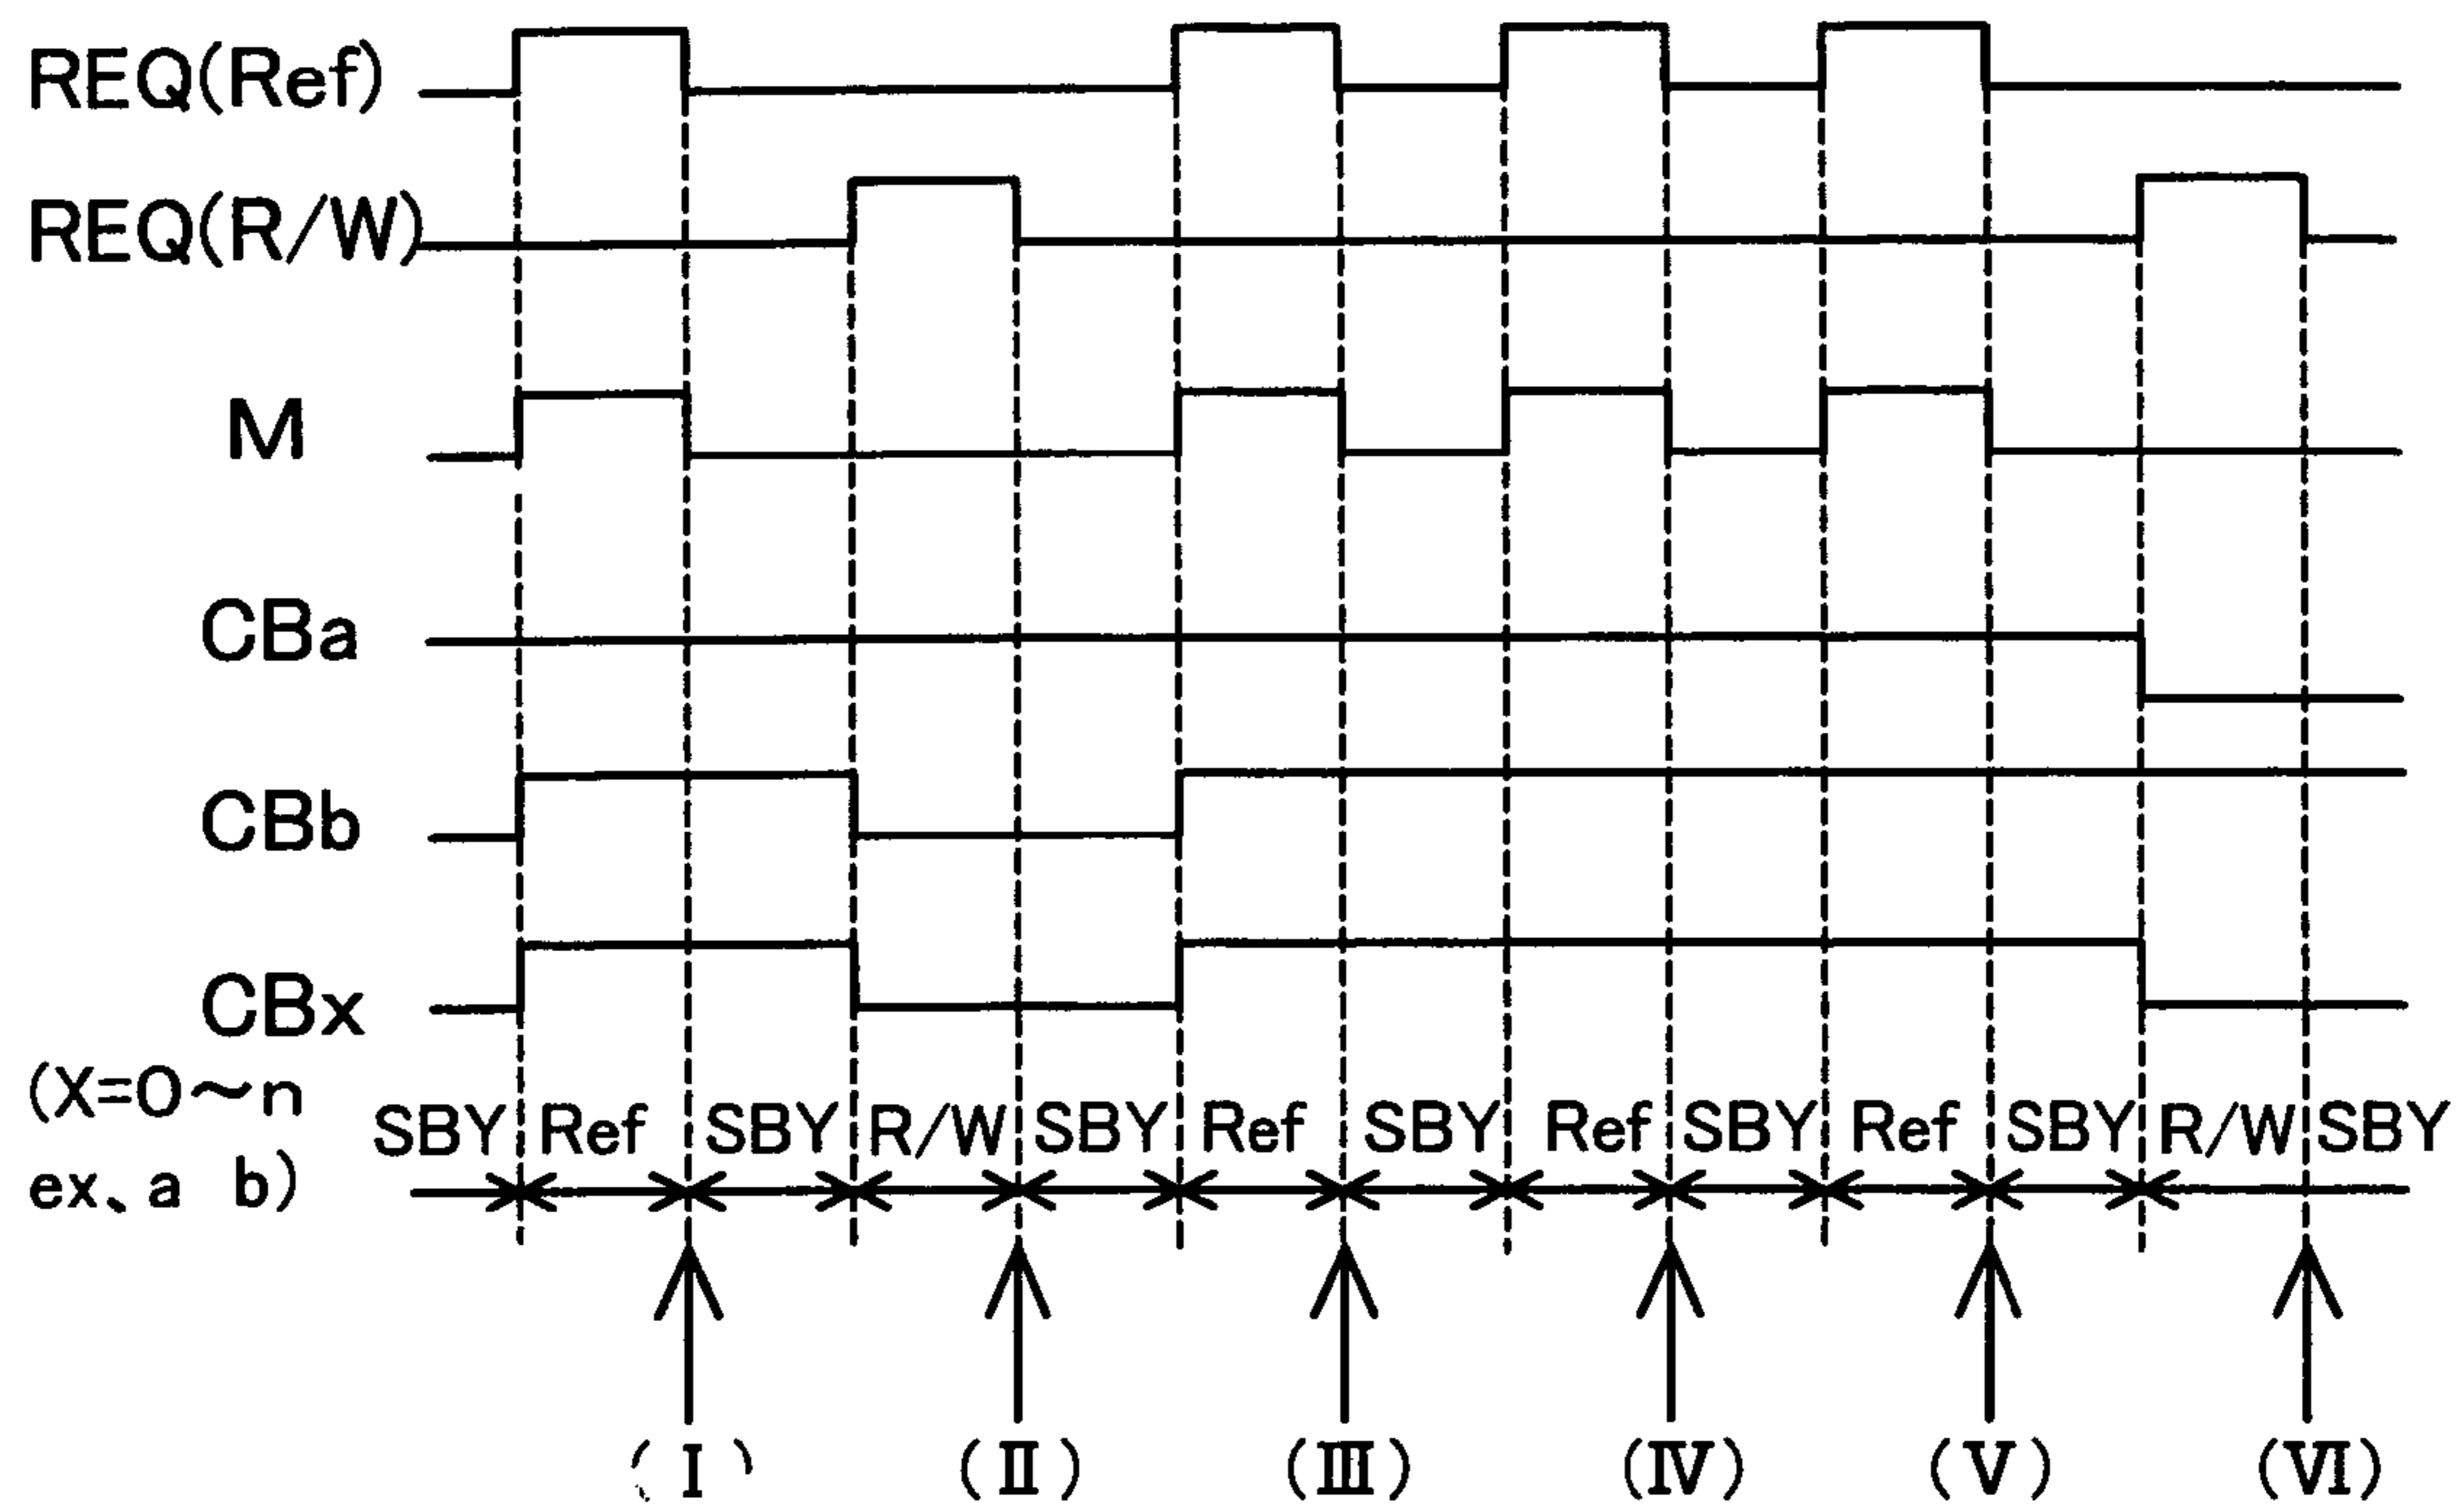 REQ(Ref)
REQ(R/W)
M
CBa
CBb
CBx
(X=0～n
ex、a b)
SBY Ref SBY R/W SBY Ref SBY Ref SBY Ref SBY R/W SBY
(Ⅰ) (Ⅱ) (Ⅲ) (Ⅳ) (Ⅴ) (Ⅵ)